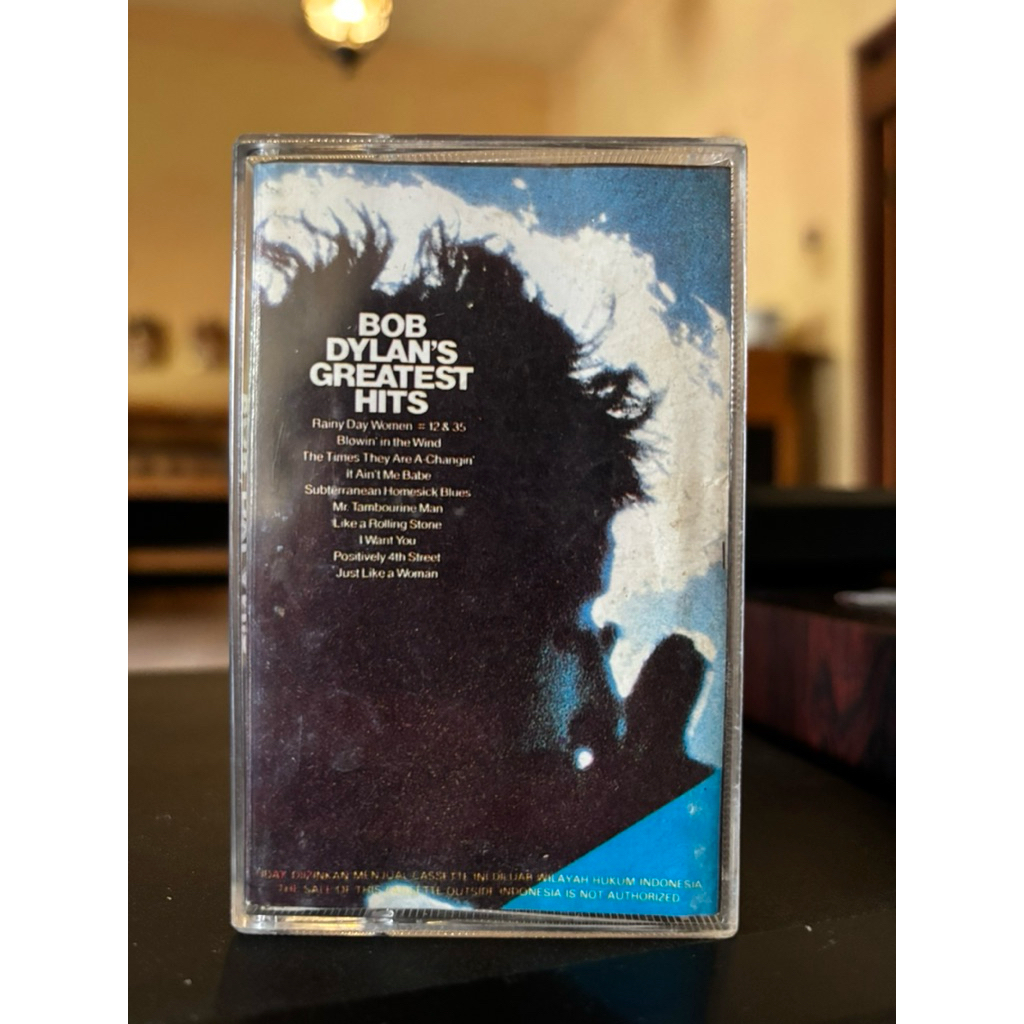 BOB
DYLAN'S
GREATEST
HITS
Rainy Day Women # 12 & 35
Blowin' in the Wind
The Times They Are A-Changin'
It Ain't Me Babe
Subterranean Homesick Blues
Mr. Tambourine Man
Like a Rolling Stone
I Want You
Positively 4th Street
Just Like a Woman
MENJUAL CASSETTE INI DILUAR WILAYAH HUKUM INDONESIA
THE SALE OF THIS CASSETTE OUTSIDE INDONESIA IS NOT AUTHORIZED